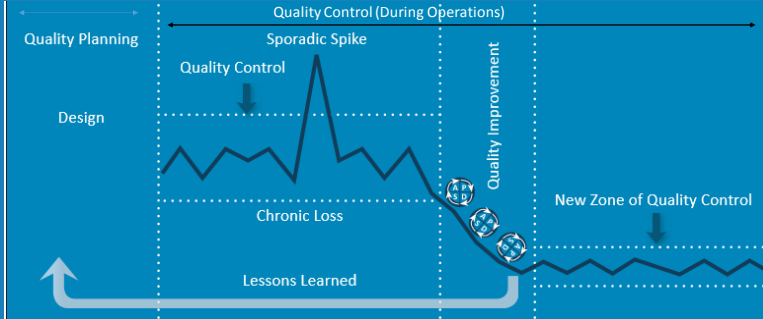 Quality Control (During Operations)
Quality Planning
Sporadic Spike
Quality Control
Design
Quality Improvement
A P
S D
A P
S D
A P
S D
New Zone of Quality Control
Chronic Loss
Lessons Learned